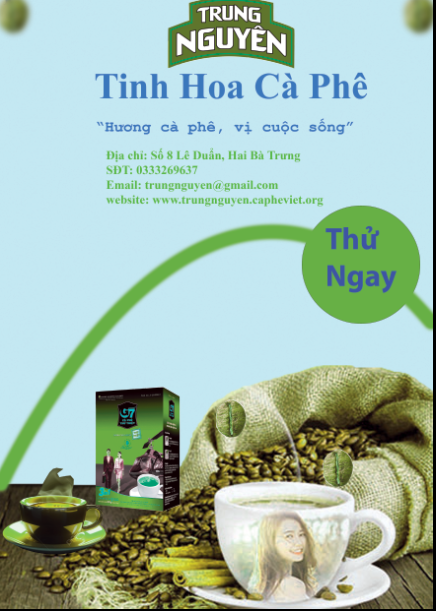 TRUNG
NGUYÊN
Tinh Hoa Cà Phê
“Hương cà phê, vị cuộc sống”
Địa chỉ: Số 8 Lê Duẩn, Hai Bà Trưng
SĐT: 0333269637
Email: trungnguyen@gmail.com
website: www.trungnguyen.capheviet.org
Thử
Ngay
G7